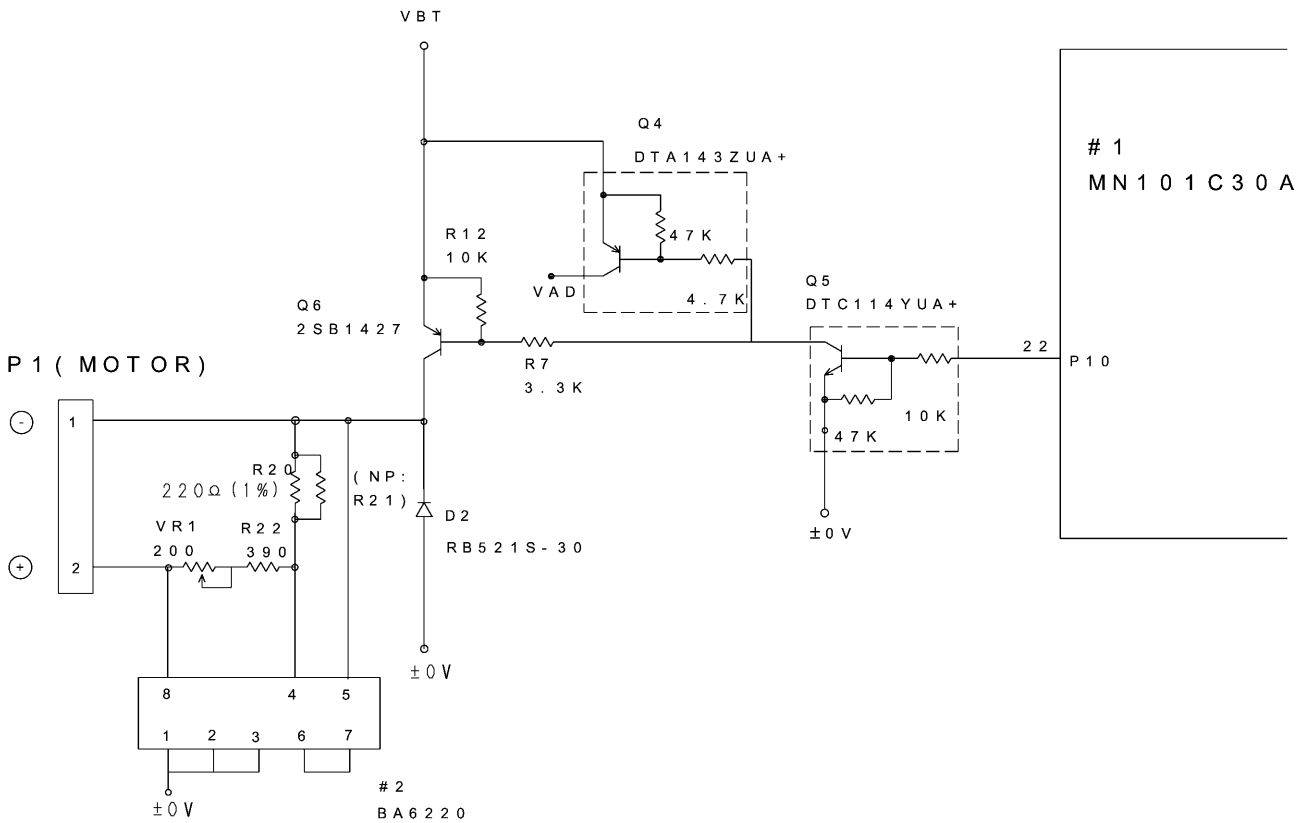 VBT
Q4
DTA143ZUA+
#1
MN101C30A
R12
10K
47K
VAD
4.7K
Q5
DTC114YUA+
Q6
2SB1427
22
P10
R7
3.3K
10K
47K
±0V
P1(MOTOR)
-
1
R20
220Ω(1%)
(NP:
R21)
D2
RB521S-30
VR1
200
R22
390
+
2
±0V
8
4
5
1
2
3
6
7
±0V
#2
BA6220